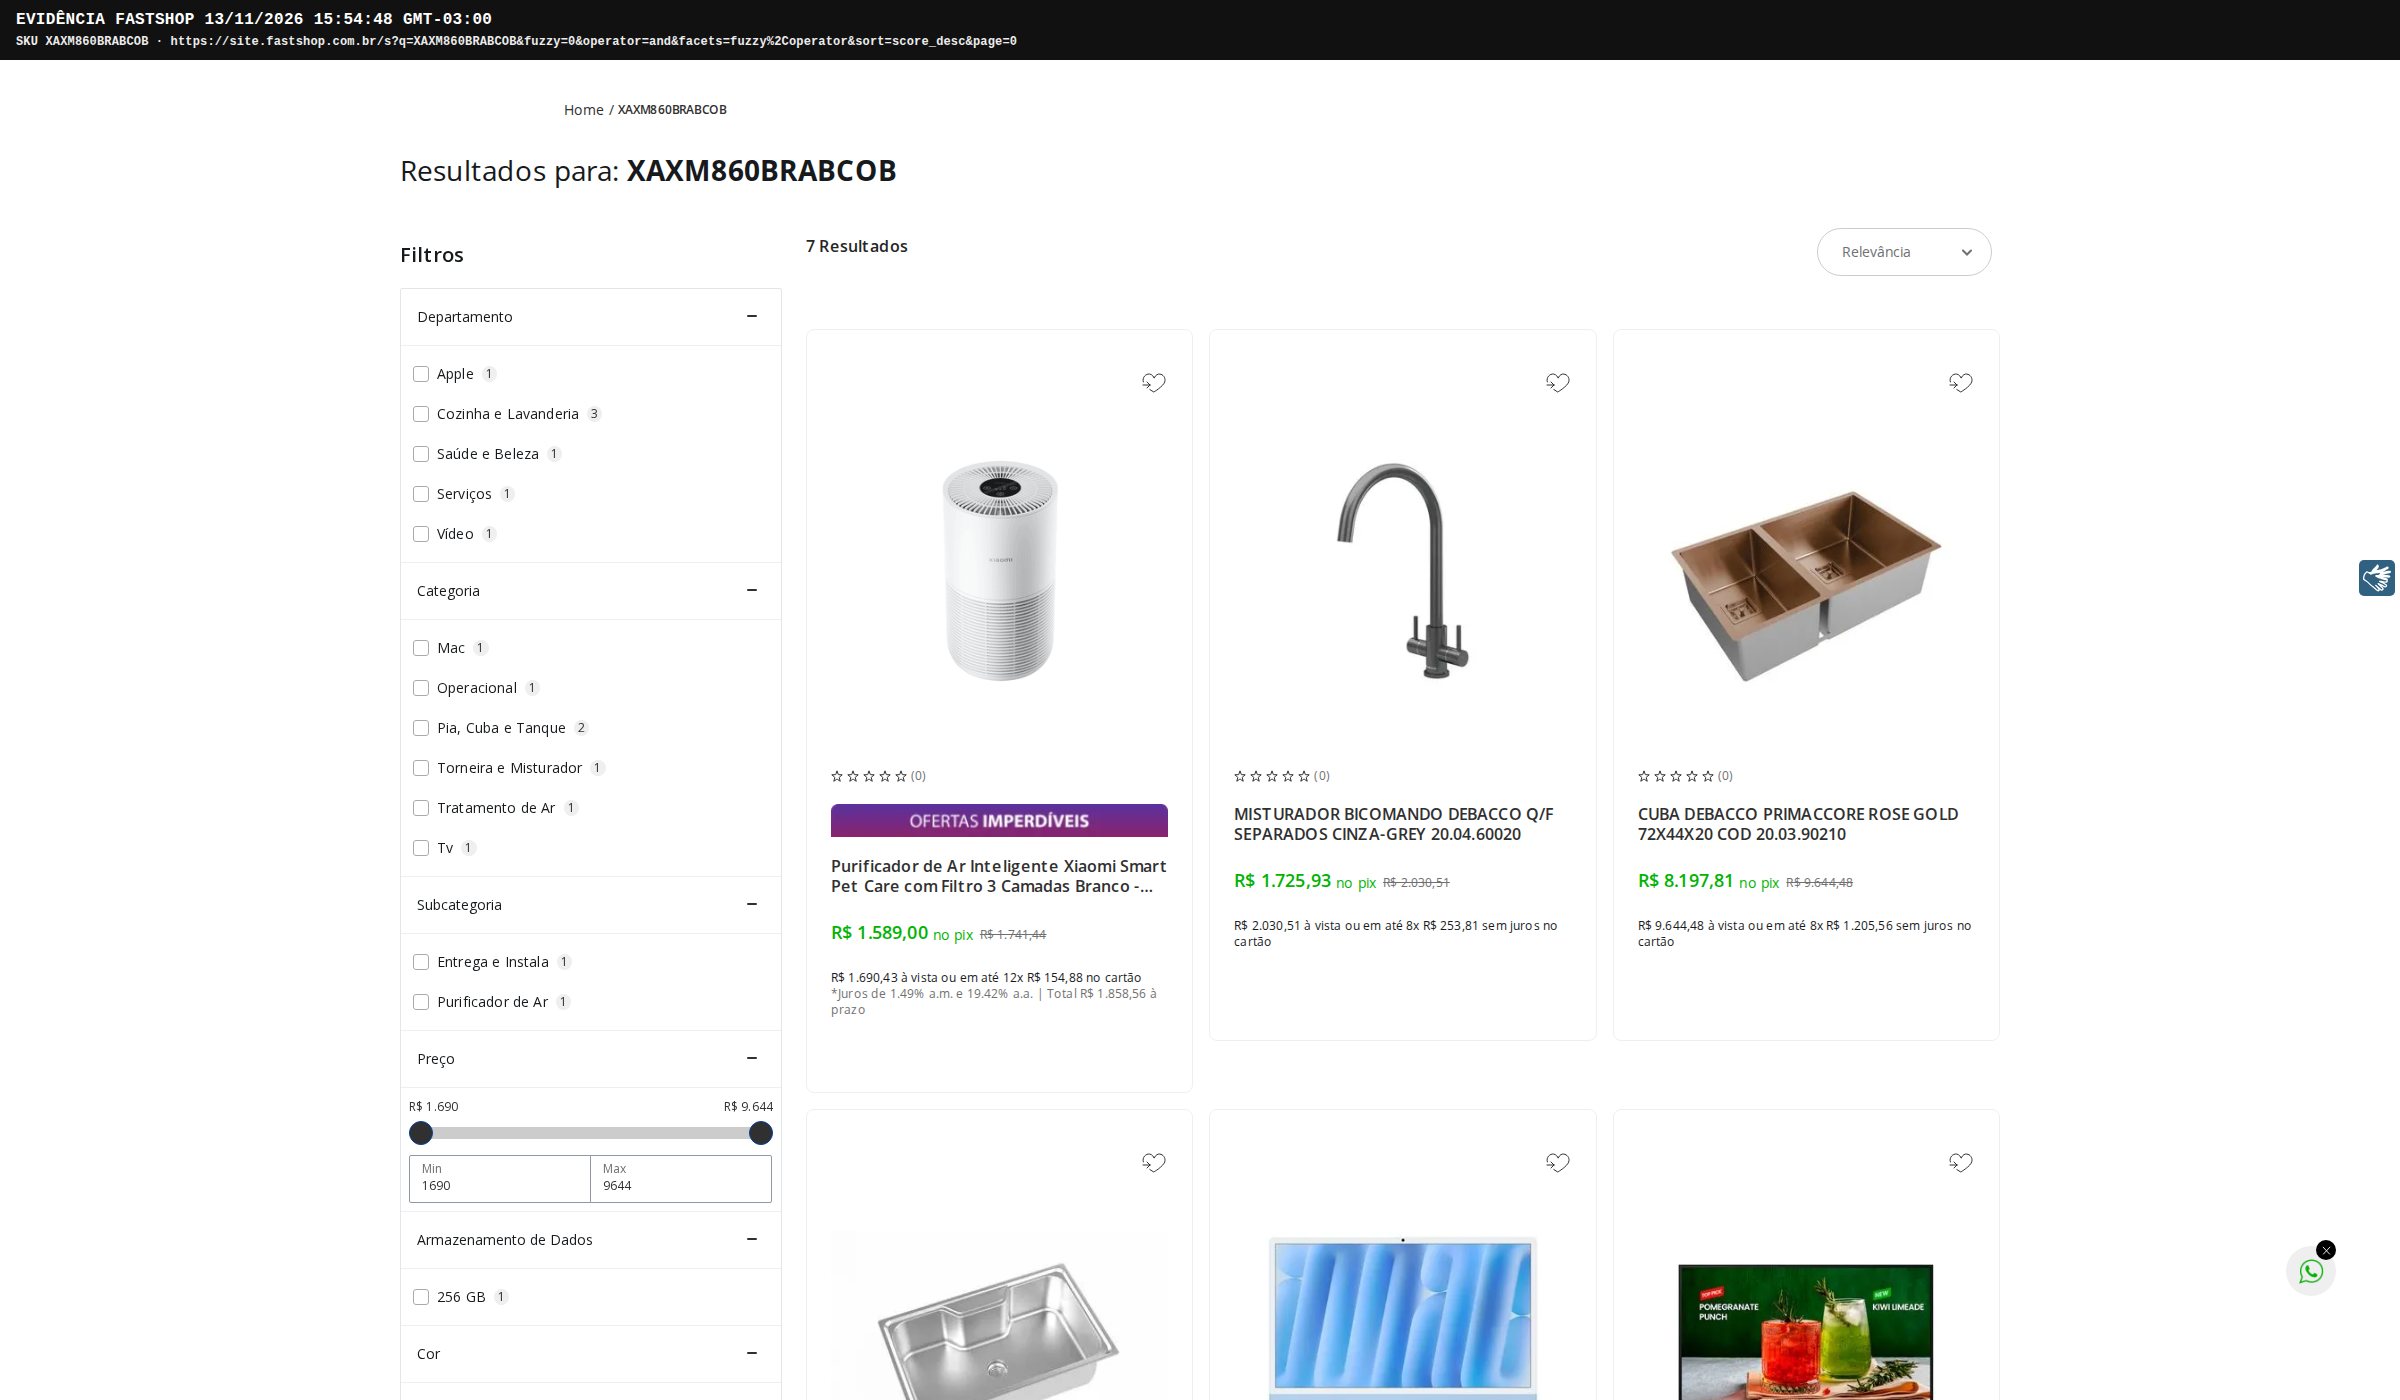 EVIDÊNCIA FASTSHOP 13/11/2026 15:54:48 GMT-03:00
SKU XAXM860BRABCOB · https://site.fastshop.com.br/s?q=XAXM860BRABCOB&fuzzy=0&operator=and&facets=fuzzy%2Coperator&sort=score_desc&page=0
Home / XAXM860BRABCOB
Resultados para: XAXM860BRABCOB
Filtros
7 Resultados
Relevância
Departamento
Apple 1
Cozinha e Lavanderia 3
Saúde e Beleza 1
Serviços 1
Vídeo 1
Categoria
Mac 1
Operacional 1
Pia, Cuba e Tanque 2
Torneira e Misturador 1
Tratamento de Ar 1
Tv 1
Subcategoria
Entrega e Instala 1
Purificador de Ar 1
Preço
R$ 1.690 R$ 9.644
Min
1690
Max
9644
Armazenamento de Dados
256 GB 1
Cor
xiaomi
(0)
OFERTAS IMPERDÍVEIS
Purificador de Ar Inteligente Xiaomi Smart
Pet Care com Filtro 3 Camadas Branco -...
R$ 1.589,00 no pix R$ 1.741,44
R$ 1.690,43 à vista ou em até 12x R$ 154,88 no cartão
*Juros de 1.49% a.m. e 19.42% a.a. | Total R$ 1.858,56 à
prazo
(0)
MISTURADOR BICOMANDO DEBACCO Q/F
SEPARADOS CINZA-GREY 20.04.60020
R$ 1.725,93 no pix R$ 2.030,51
R$ 2.030,51 à vista ou em até 8x R$ 253,81 sem juros no
cartão
(0)
CUBA DEBACCO PRIMACCORE ROSE GOLD
72X44X20 COD 20.03.90210
R$ 8.197,81 no pix R$ 9.644,48
R$ 9.644,48 à vista ou em até 8x R$ 1.205,56 sem juros no
cartão
TOP PICK
POMEGRANATE
PUNCH
NEW
KIWI LIMEADE